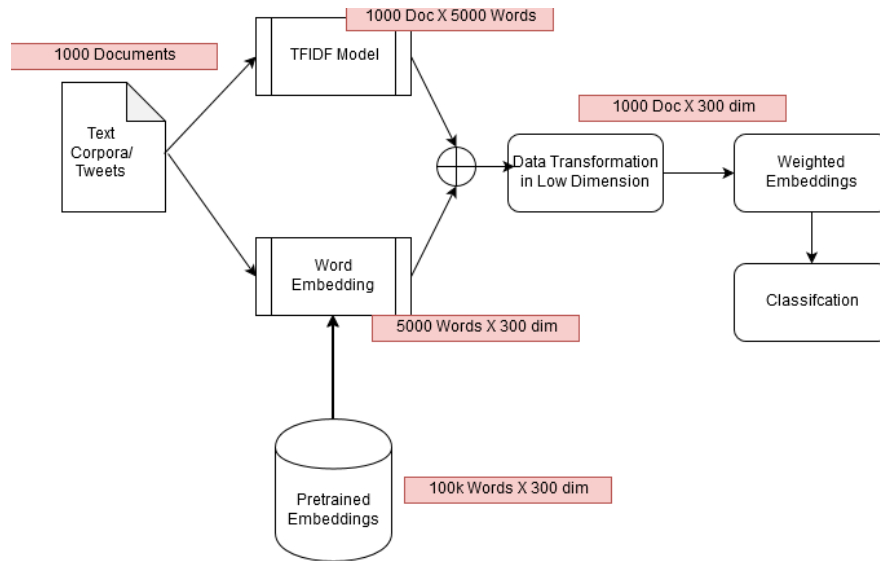 1000 Doc X 5000 Words
1000 Documents
TFIDF Model
Text
Corpora/
Tweets
1000 Doc X 300 dim
Data Transformation
in Low Dimension
Weighted
Embeddings
Word
Embedding
Classifcation
5000 Words X 300 dim
Pretrained
Embeddings
100k Words X 300 dim